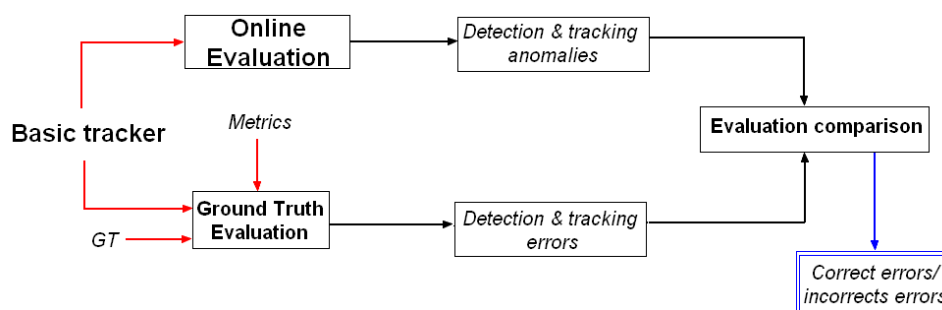 Online
Evaluation
Detection & tracking
anomalies
Basic tracker
Metrics
Evaluation comparison
Ground Truth
Evaluation
GT
Detection & tracking
errors
Correct errors/
incorrects errors